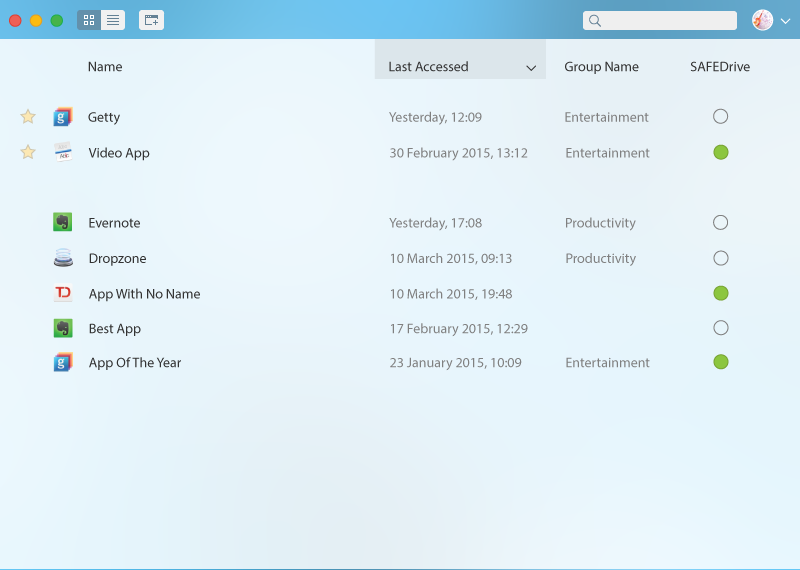 Name Last Accessed Group Name SAFEDrive
g Getty Yesterday, 12:09 Entertainment
Video App 30 February 2015, 13:12 Entertainment
Evernote Yesterday, 17:08 Productivity
Dropzone 10 March 2015, 09:13 Productivity
TD App With No Name 10 March 2015, 19:48
Best App 17 February 2015, 12:29
g App Of The Year 23 January 2015, 10:09 Entertainment